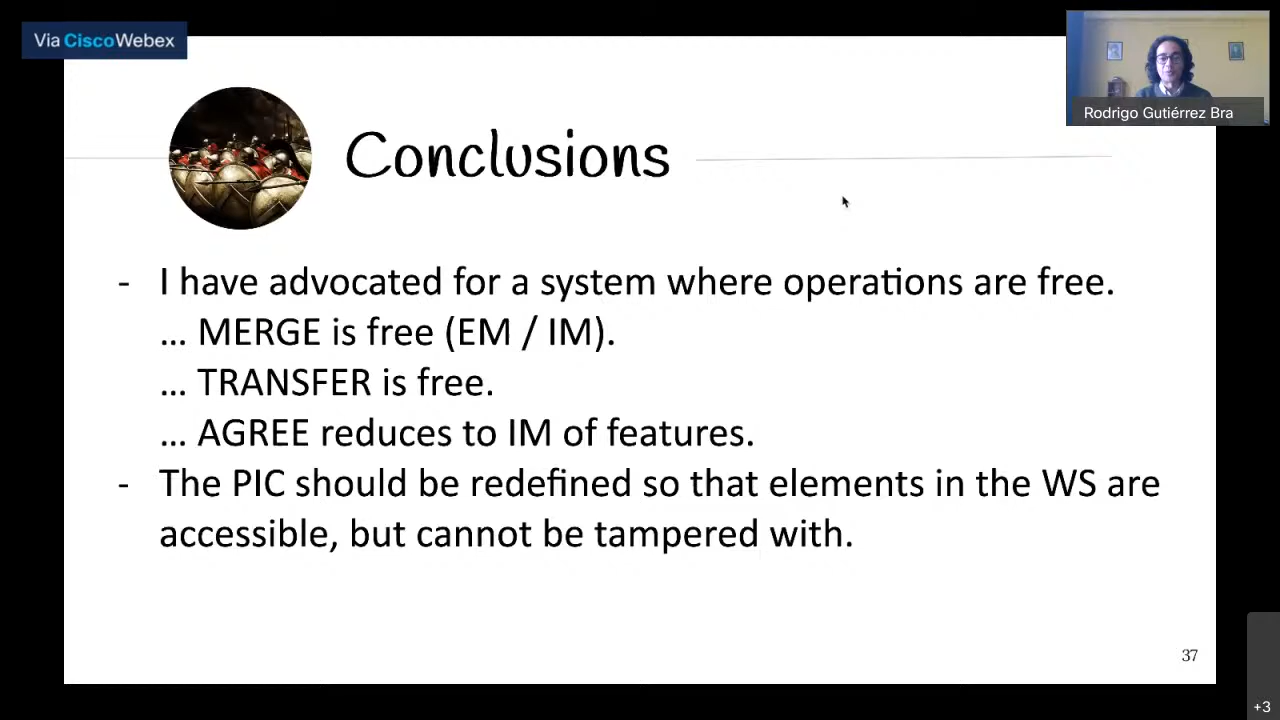 Via CiscoWebex
Rodrigo Gutiérrez Bra
Conclusions
- I have advocated for a system where operations are free.
... MERGE is free (EM / IM).
... TRANSFER is free.
... AGREE reduces to IM of features.
- The PIC should be redefined so that elements in the WS are
accessible, but cannot be tampered with.
37
+3